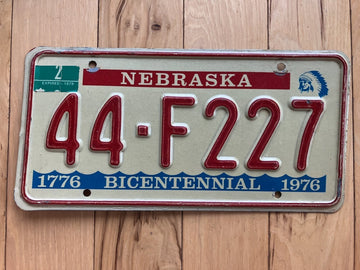 2
NEBRASKA
44-F227
1776 BICENTENNIAL 1976